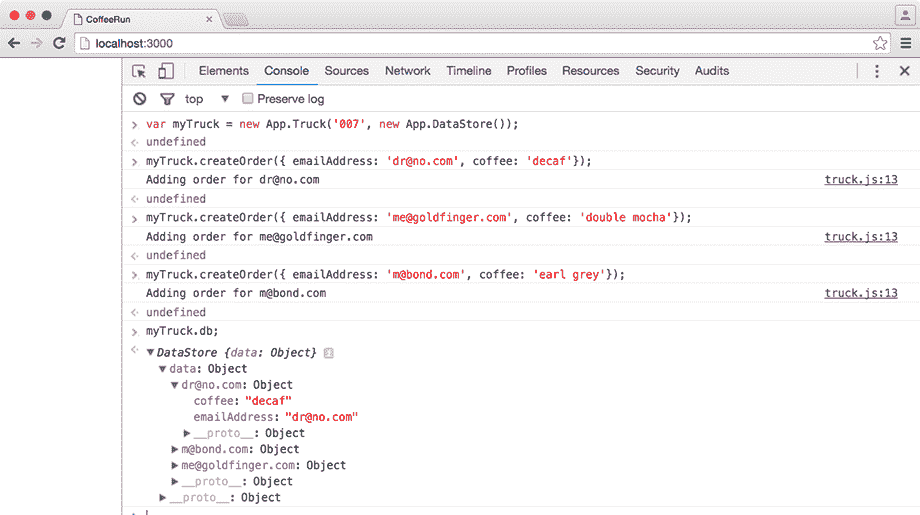 CoffeeRun
localhost:3000
Elements Console Sources Network Timeline Profiles Resources Security Audits
top Preserve log
var myTruck = new App.Truck('007', new App.DataStore());
undefined
myTruck.createOrder({ emailAddress: 'dr@no.com', coffee: 'decaf'});
Adding order for dr@no.com truck.js:13
undefined
myTruck.createOrder({ emailAddress: 'me@goldfinger.com', coffee: 'double mocha'});
Adding order for me@goldfinger.com truck.js:13
undefined
myTruck.createOrder({ emailAddress: 'm@bond.com', coffee: 'earl grey'});
Adding order for m@bond.com truck.js:13
undefined
myTruck.db;
DataStore {data: Object}
data: Object
dr@no.com: Object
coffee: "decaf"
emailAddress: "dr@no.com"
__proto__: Object
m@bond.com: Object
me@goldfinger.com: Object
__proto__: Object
__proto__: Object